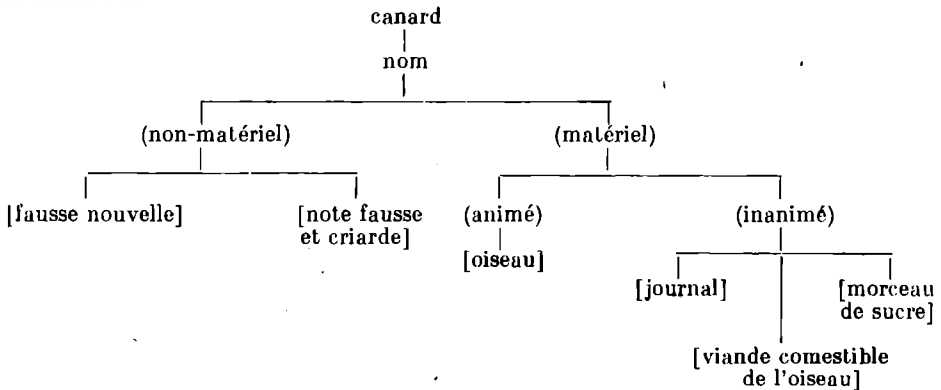 canard
nom
(non-matériel) (matériel)
[fausse nouvelle] [note fausse (animé) (inanimé)
et criarde]
[oiseau]
[journal] [morceau
de sucre]
[viande comestible
de l'oiseau]